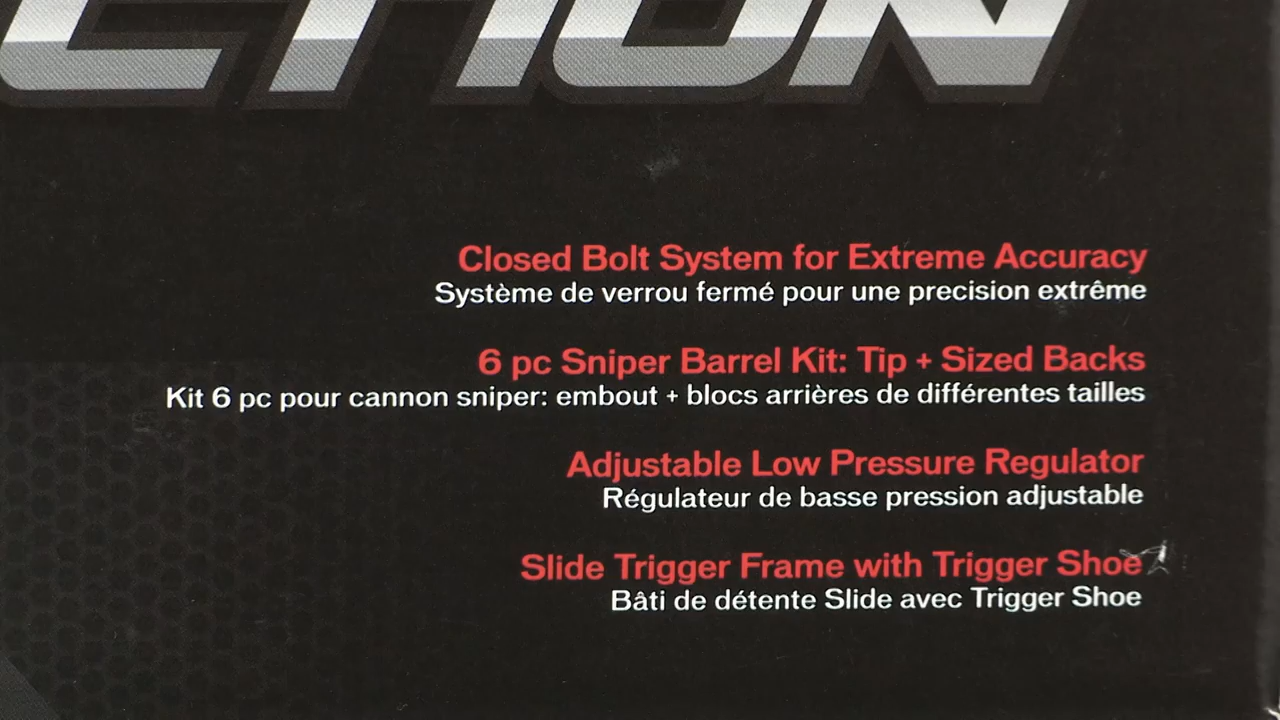 CTION
Closed Bolt System for Extreme Accuracy
Système de verrou fermé pour une precision extrême
6 pc Sniper Barrel Kit: Tip + Sized Backs
Kit 6 pc pour cannon sniper: embout + blocs arrières de différentes tailles
Adjustable Low Pressure Regulator
Régulateur de basse pression adjustable
Slide Trigger Frame with Trigger Shoe
Bâti de détente Slide avec Trigger Shoe